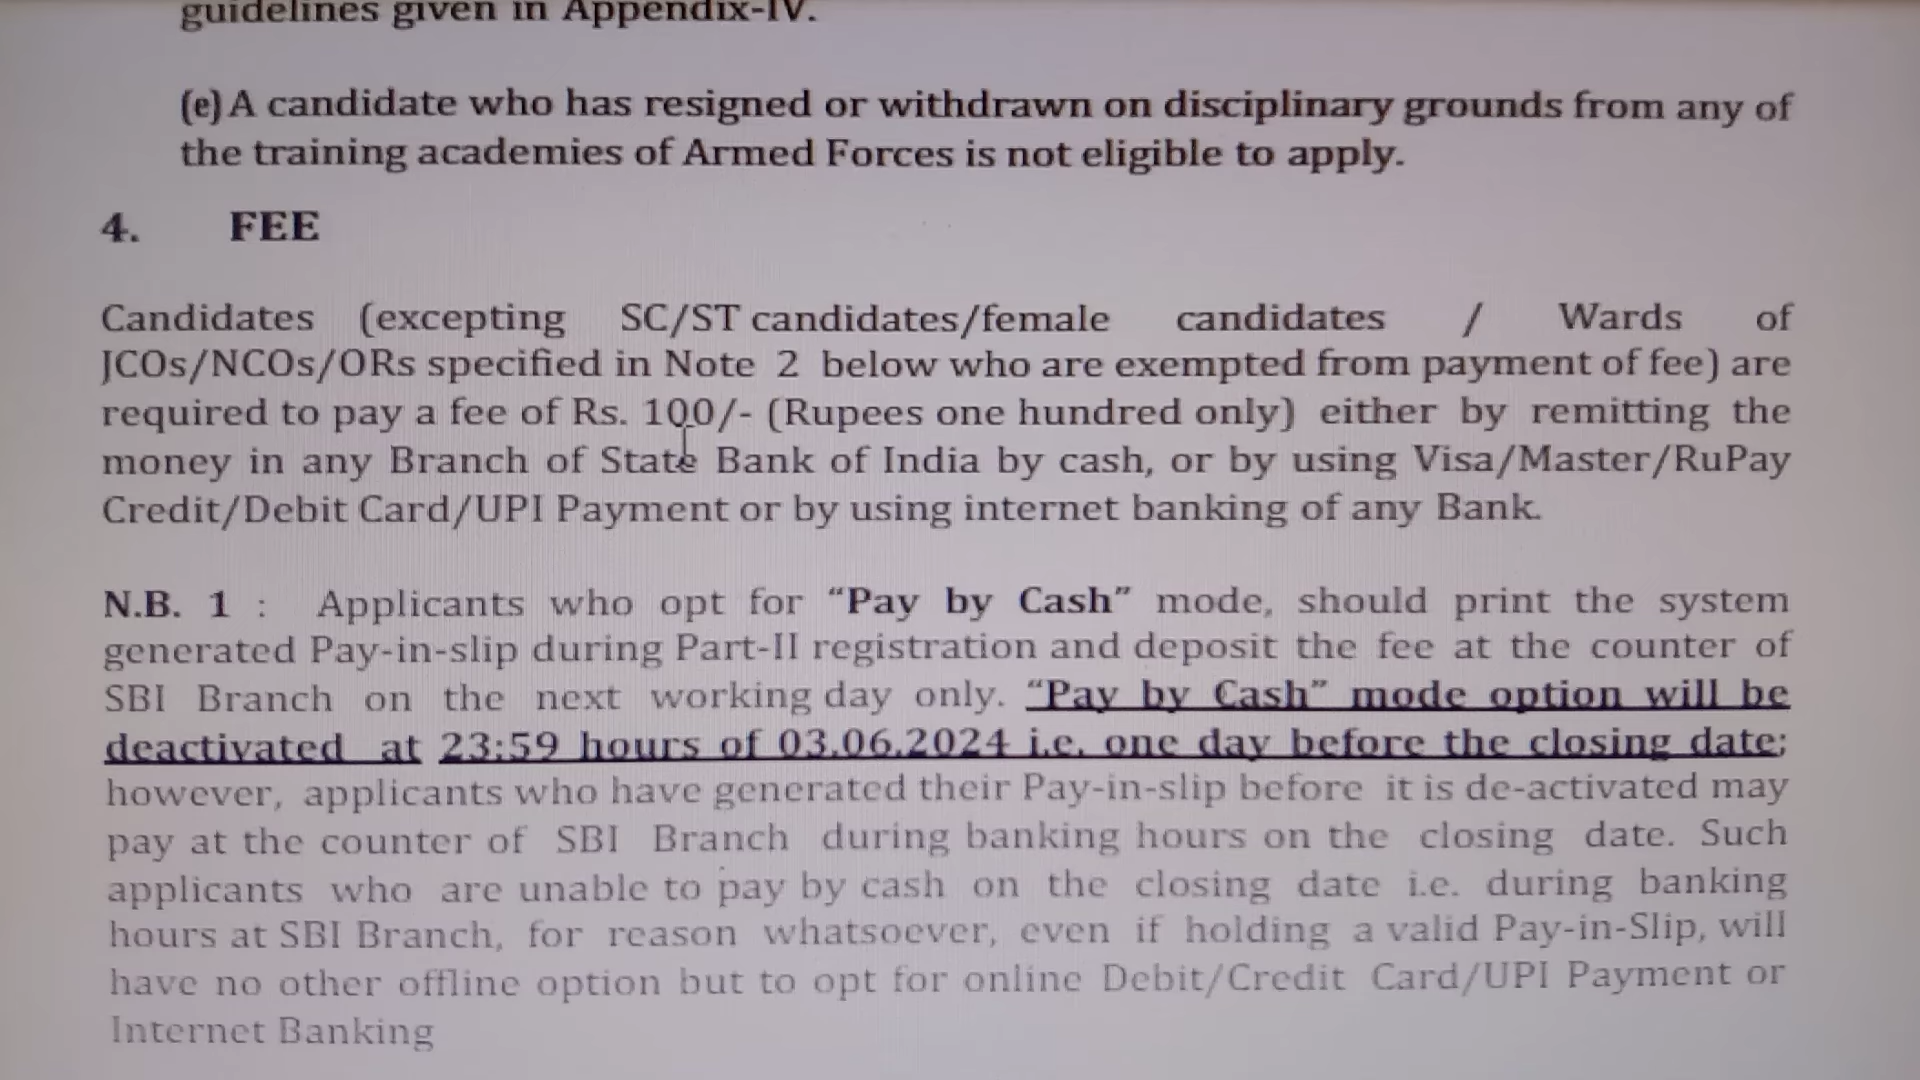 guidelines given in Appendix-IV.
(e) A candidate who has resigned or withdrawn on disciplinary grounds from any of
the training academies of Armed Forces is not eligible to apply.
4. FEE
Candidates (excepting SC/ST candidates/female candidates / Wards of
JCOs/NCOs/ORs specified in Note 2 below who are exempted from payment of fee) are
required to pay a fee of Rs. 100/- (Rupees one hundred only) either by remitting the
money in any Branch of State Bank of India by cash, or by using Visa/Master/RuPay
Credit/Debit Card/UPI Payment or by using internet banking of any Bank.
N.B. 1 : Applicants who opt for “Pay by Cash” mode, should print the system
generated Pay-in-slip during Part-II registration and deposit the fee at the counter of
SBI Branch on the next working day only. “Pay by Cash” mode option will be
deactivated at 23:59 hours of 03.06.2024 i.e. one day before the closing date;
however, applicants who have generated their Pay-in-slip before it is de-activated may
pay at the counter of SBI Branch during banking hours on the closing date. Such
applicants who are unable to pay by cash on the closing date i.e. during banking
hours at SBI Branch, for reason whatsoever, even if holding a valid Pay-in-Slip, will
have no other offline option but to opt for online Debit/Credit Card/UPI Payment or
Internet Banking